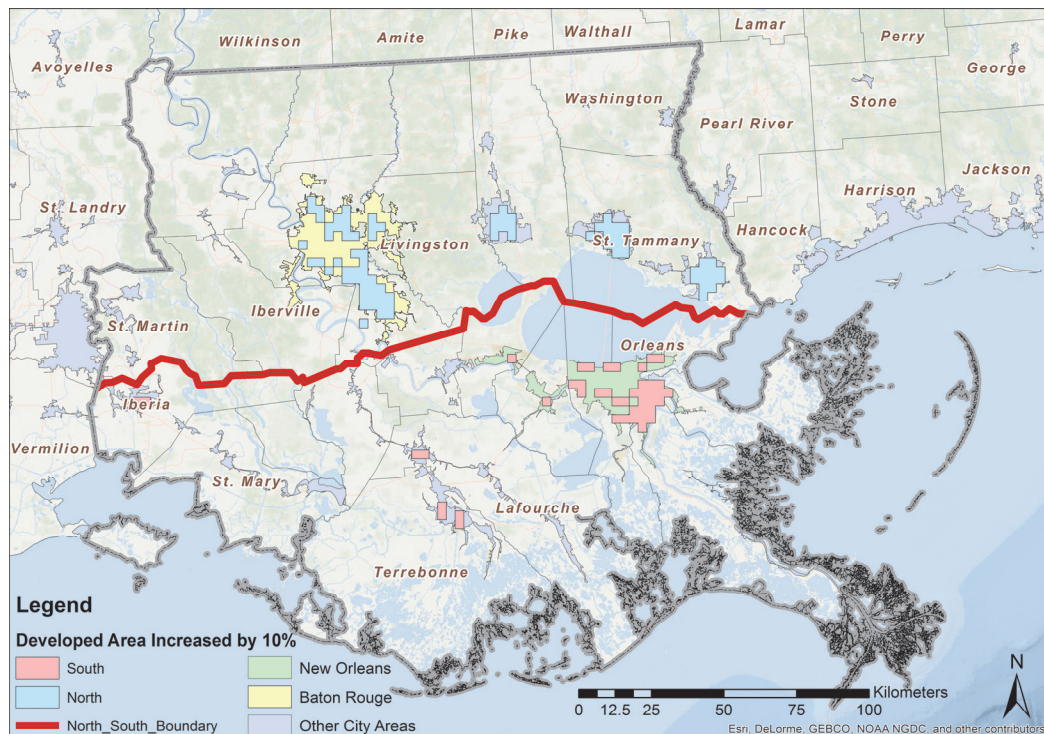 Wilkinson
Amite
Pike
Walthall
Lamar
Perry
Avoyelles
George
Washington
Stone
Pearl River
Jackson
Harrison
St. Landry
Hancock
Livingston
St. Tammany
Iberville
St. Martin
Orleans
Iberia
Vermilion
St. Mary
Lafourche
Terrebonne
Legend
Developed Area Increased by 10%
South
New Orleans
North
Baton Rouge
North_South_Boundary
Other City Areas
Kilometers
0 12.5 25 50 75 100
N
Esri, DeLorme, GEBCO, NOAA NGDC, and other contributors